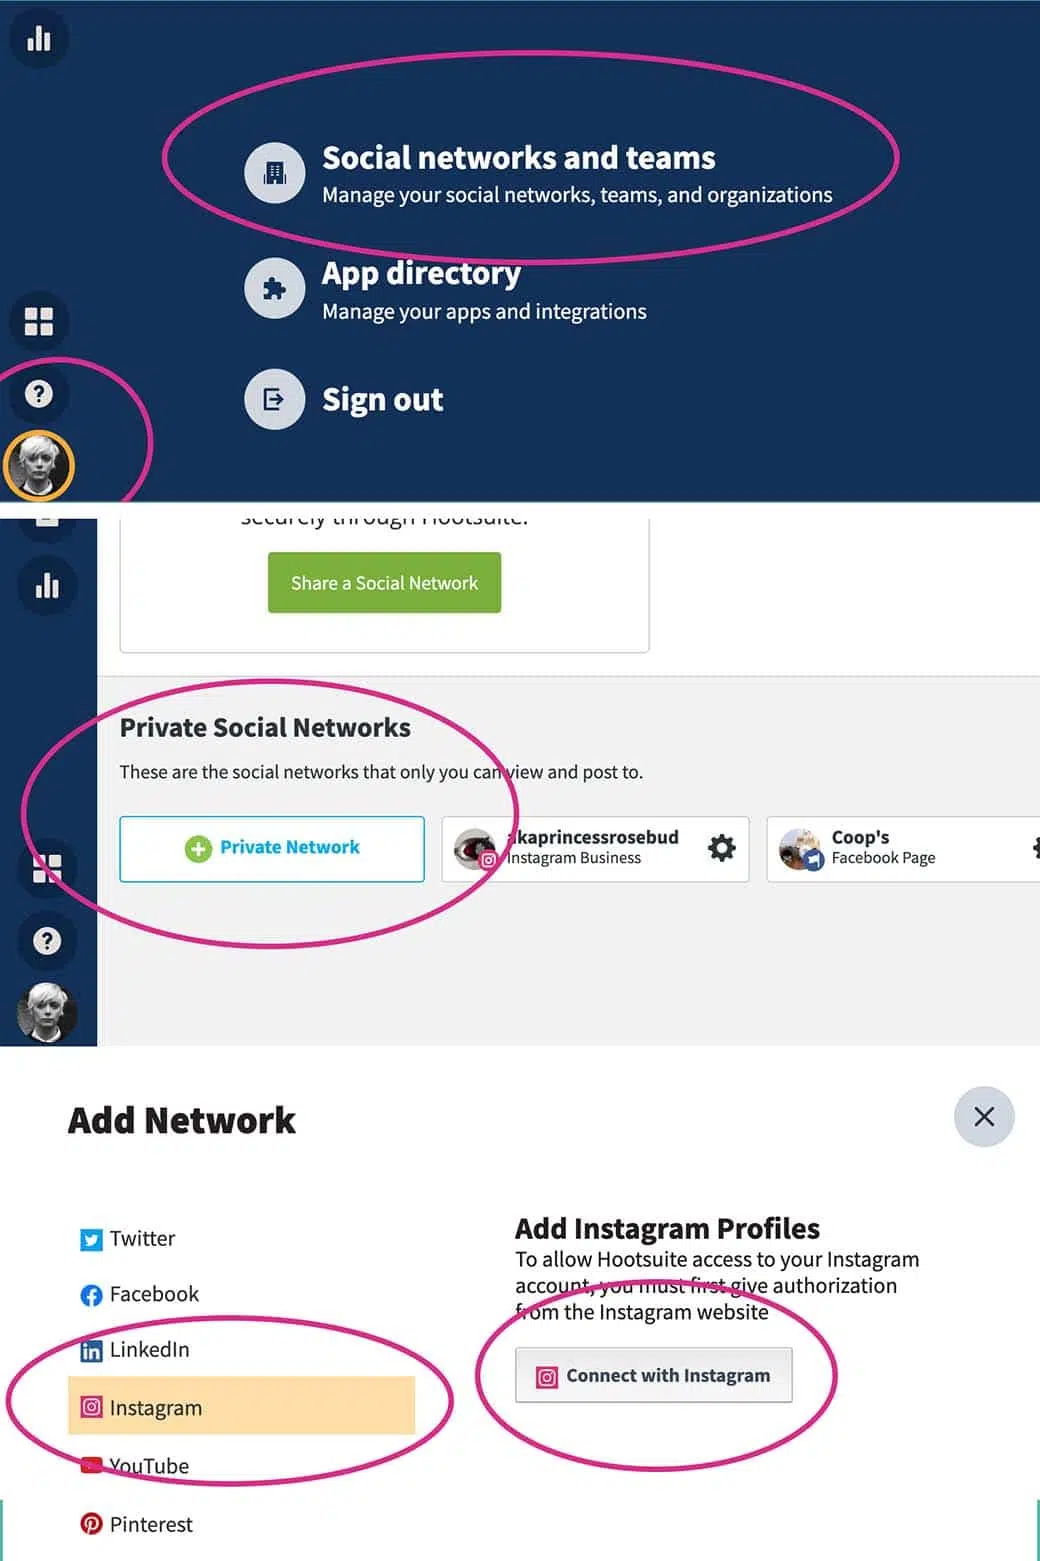 Social networks and teams
Manage your social networks, teams, and organizations
App directory
Manage your apps and integrations
?
Sign out
securely through Hootsuite.
Share a Social Network
Private Social Networks
These are the social networks that only you can view and post to.
Private Network
akaprincessrosebud
Instagram Business
Coop's
Facebook Page
?
Add Network
Twitter
Facebook
LinkedIn
Instagram
YouTube
Pinterest
Add Instagram Profiles
To allow Hootsuite access to your Instagram
account, you must first give authorization
from the Instagram website
Connect with Instagram